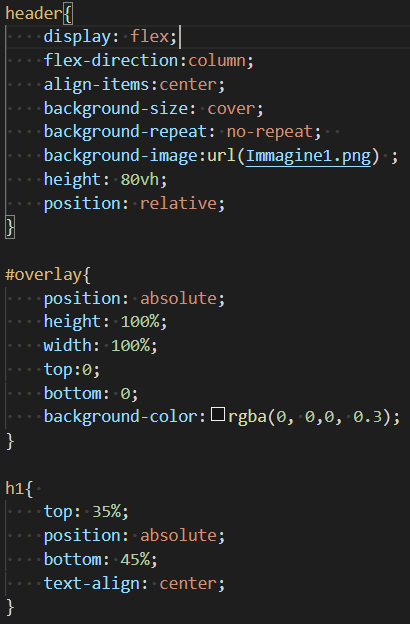 header{
    display: flex;
    flex-direction:column;
    align-items:center;
    background-size: cover;
    background-repeat: no-repeat;
    background-image:url(Immagine1.png) ;
    height: 80vh;
    position: relative;
}

#overlay{
    position: absolute;
    height: 100%;
    width: 100%;
    top:0;
    bottom: 0;
    background-color:rgba(0, 0,0, 0.3);
}

h1{
    top: 35%;
    position: absolute;
    bottom: 45%;
    text-align: center;
}